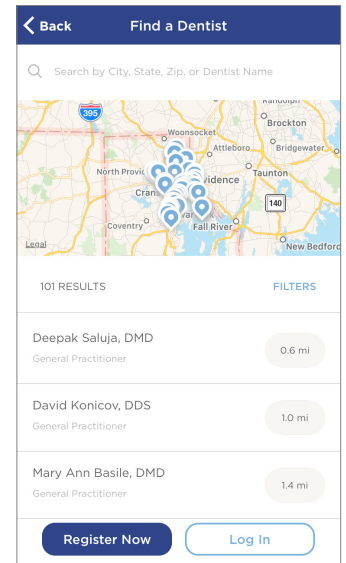 Back
Find a Dentist
Search by City, State, Zip, or Dentist Name
Randolph
395
Brockton
Woonsocket
Attleboro
Bridgewater
North Provi
vidence
Taunton
Cran
140
War
Coventry
Fall River
Legal
New Bedford
101 RESULTS
FILTERS
Deepak Saluja, DMD
General Practitioner
0.6 mi
David Konicov, DDS
General Practitioner
1.0 mi
Mary Ann Basile, DMD
General Practitioner
1.4 mi
Register Now
Log In